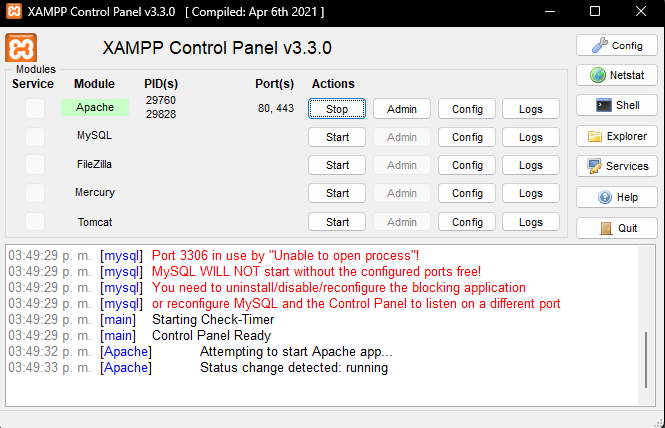 XAMPP Control Panel v3.3.0 [ Compiled: Apr 6th 2021 ]
XAMPP Control Panel v3.3.0
Config
Modules
Service Module PID(s) Port(s) Actions
Netstat
Apache 29760 29828 80, 443 Stop Admin Config Logs
Shell
MySQL Start Admin Config Logs
Explorer
FileZilla Start Admin Config Logs
Services
Mercury Start Admin Config Logs
Help
Tomcat Start Admin Config Logs
Quit
03:49:29 p. m. [mysql] Port 3306 in use by "Unable to open process"!
03:49:29 p. m. [mysql] MySQL WILL NOT start without the configured ports free!
03:49:29 p. m. [mysql] You need to uninstall/disable/reconfigure the blocking application
03:49:29 p. m. [mysql] or reconfigure MySQL and the Control Panel to listen on a different port
03:49:29 p. m. [main] Starting Check-Timer
03:49:29 p. m. [main] Control Panel Ready
03:49:32 p. m. [Apache] Attempting to start Apache app...
03:49:33 p. m. [Apache] Status change detected: running